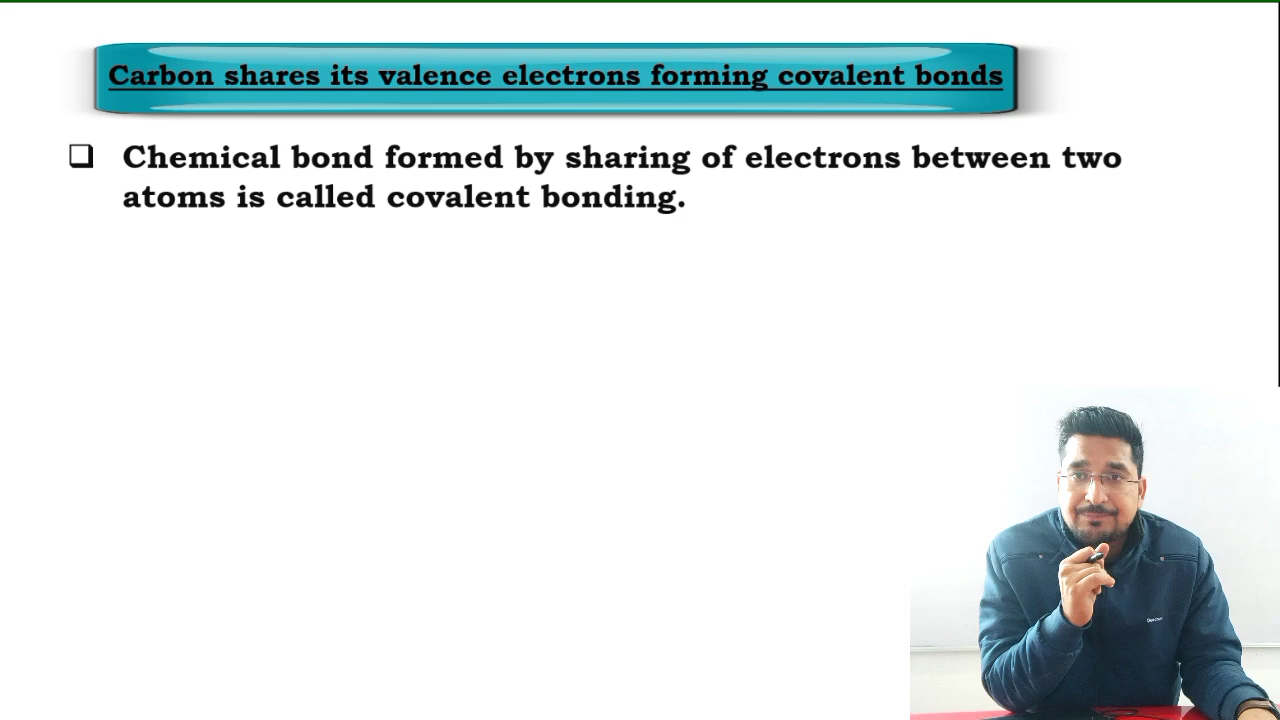 Carbon shares its valence electrons forming covalent bonds
❑ Chemical bond formed by sharing of electrons between two
atoms is called covalent bonding.